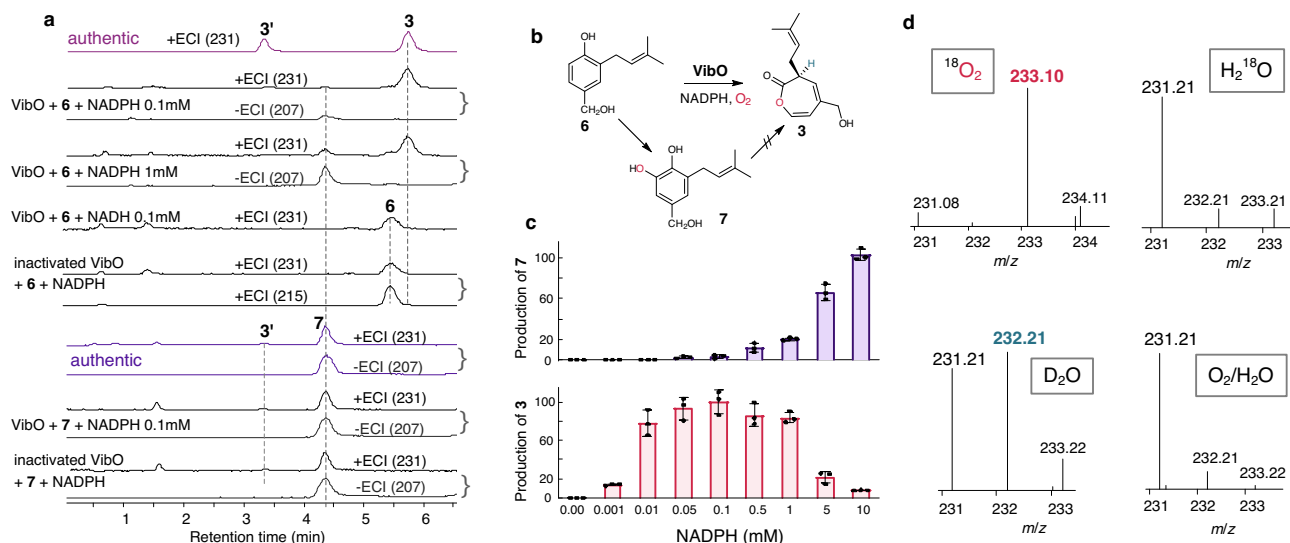 a
authentic
+ECI (231)
3'
3
+ECI (231)
VibO + 6 + NADPH 0.1mM
-ECI (207)
+ECI (231)
VibO + 6 + NADPH 1mM
-ECI (207)
VibO + 6 + NADH 0.1mM
+ECI (231)
6
inactivated VibO
+ 6 + NADPH
+ECI (231)
+ECI (215)
3'
7
+ECI (231)
authentic
-ECI (207)
+ECI (231)
VibO + 7 + NADPH 0.1mM
-ECI (207)
inactivated VibO
+ 7 + NADPH
+ECI (231)
-ECI (207)
1 2 3 4 5 6
Retention time (min)
b
OH
CH2OH
6
VibO
NADPH, O2
H
O
O
OH
3
OH
HO
CH2OH
7
c
Production of 7
100
60
20
0
Production of 3
100
80
60
20
0
0.00 0.001 0.01 0.05 0.1 0.5 1 5 10
NADPH (mM)
d
18O2
233.10
231.08
234.11
231 232 233 234
m/z
H2 18O
231.21
232.21
233.21
231 232 233
m/z
D2O
231.21
232.21
233.22
231 232 233
m/z
O2/H2O
231.21
232.21
233.22
231 232 233
m/z